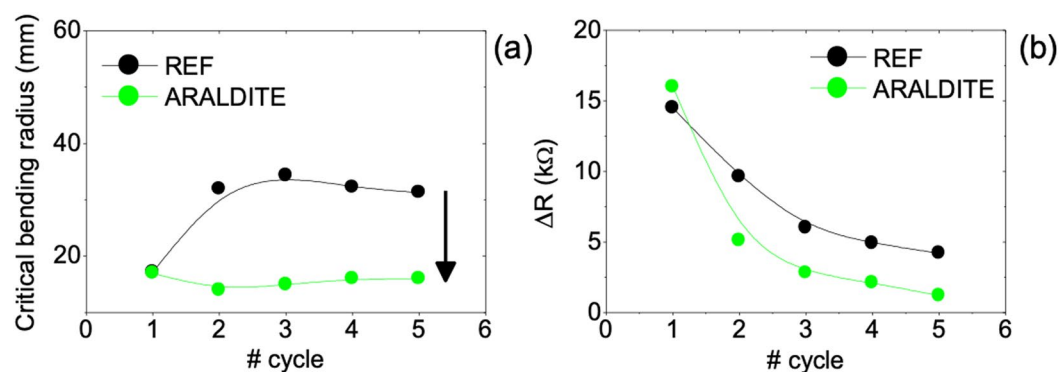 60
40
20
Critical bending radius (mm)
REF
ARALDITE
(a)
0 1 2 3 4 5 6
# cycle
20
15
10
5
0
ΔR (kΩ)
REF
ARALDITE
(b)
0 1 2 3 4 5 6
# cycle